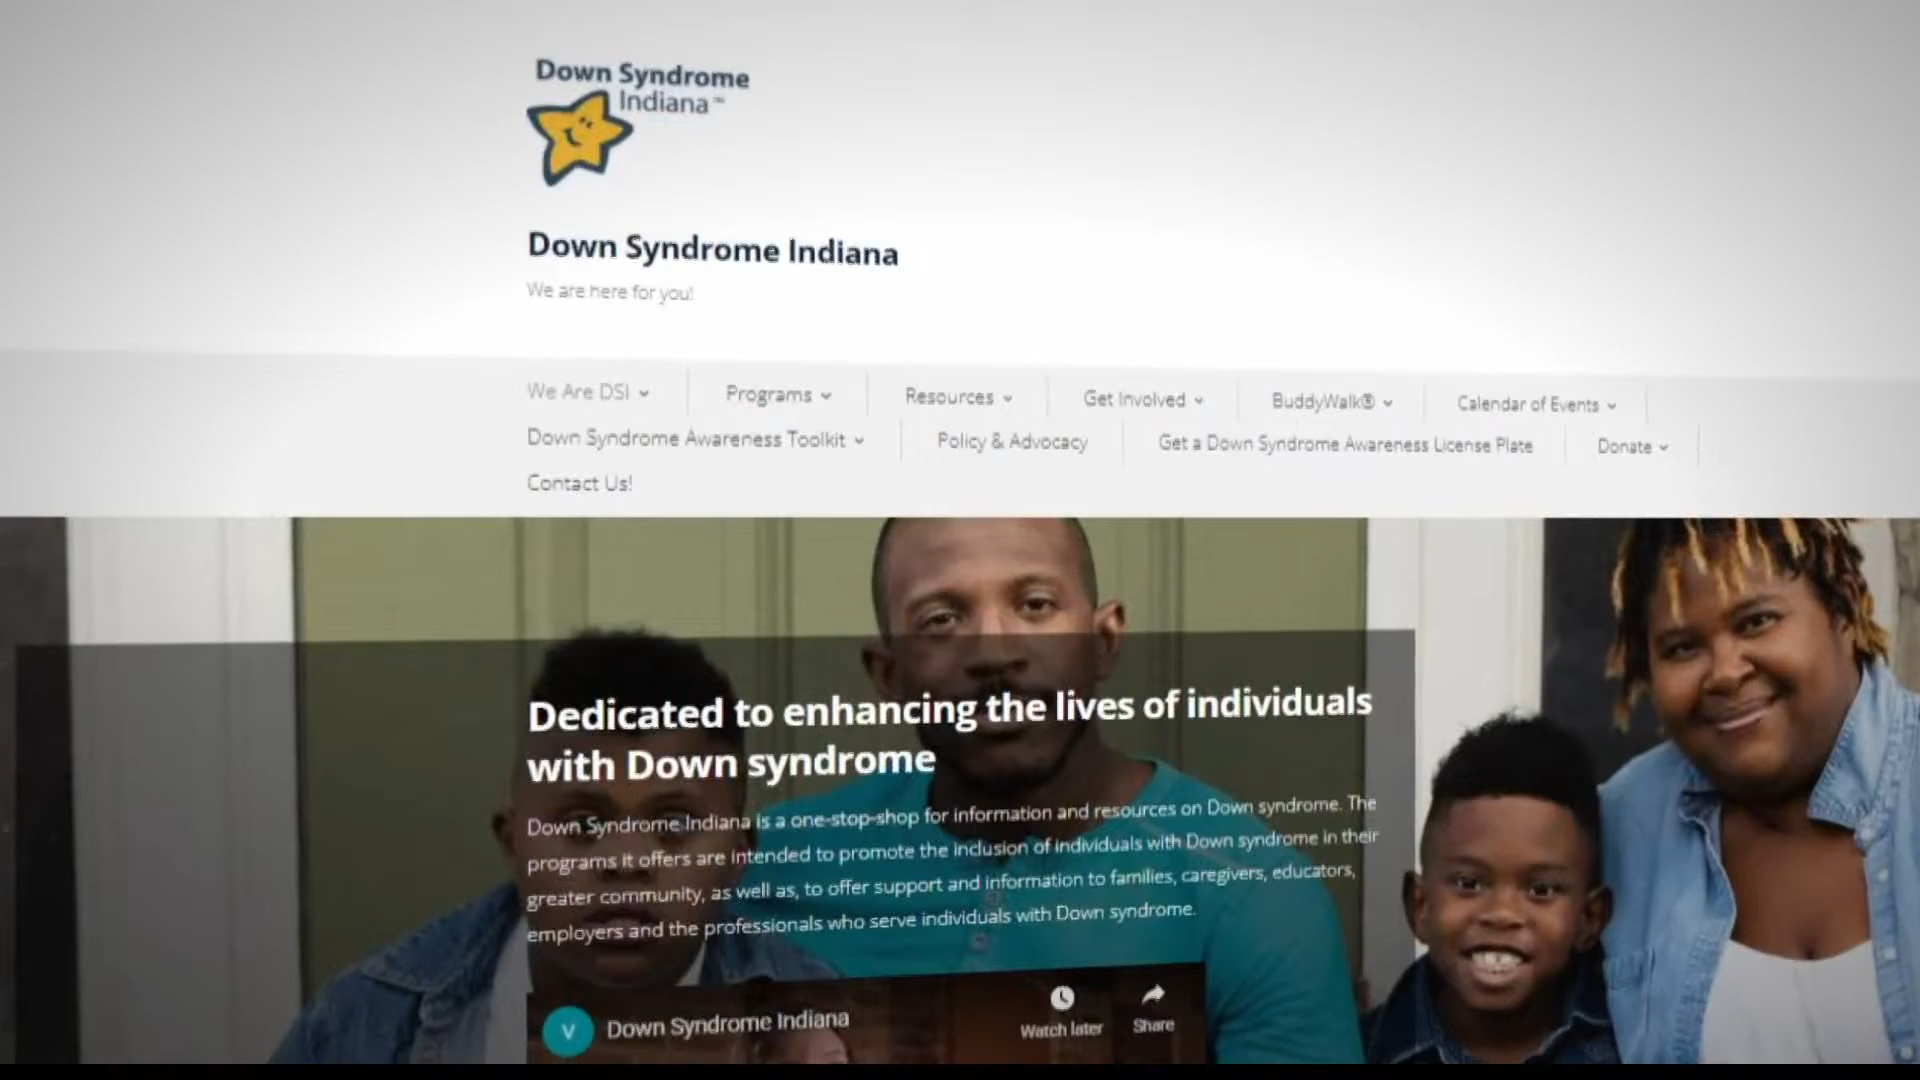 Down Syndrome
Indiana™
Down Syndrome Indiana
We are here for you!
We Are DSI
Programs
Resources
Get Involved
BuddyWalk®
Calendar of Events
Down Syndrome Awareness Toolkit
Policy & Advocacy
Get a Down Syndrome Awareness License Plate
Donate
Contact Us!
Dedicated to enhancing the lives of individuals
with Down syndrome
Down Syndrome Indiana is a one-stop-shop for information and resources on Down syndrome. The
programs it offers are intended to promote the inclusion of individuals with Down syndrome in their
greater community, as well as, to offer support and information to families, caregivers, educators,
employers and the professionals who serve individuals with Down syndrome.
V
Down Syndrome Indiana
Watch later
Share